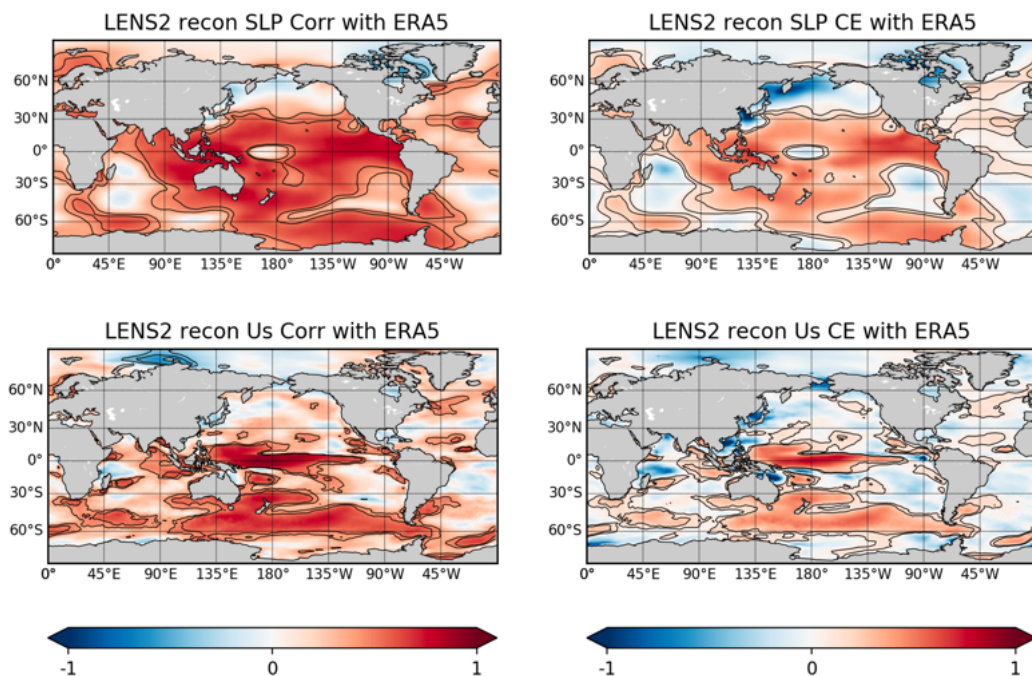 LENS2 recon SLP Corr with ERA5
60°N
30°N
0°
30°S
60°S
0° 45°E 90°E 135°E 180° 135°W 90°W 45°W
LENS2 recon SLP CE with ERA5
60°N
30°N
0°
30°S
60°S
0° 45°E 90°E 135°E 180° 135°W 90°W 45°W
LENS2 recon Us Corr with ERA5
60°N
30°N
0°
30°S
60°S
0° 45°E 90°E 135°E 180° 135°W 90°W 45°W
LENS2 recon Us CE with ERA5
60°N
30°N
0°
30°S
60°S
0° 45°E 90°E 135°E 180° 135°W 90°W 45°W
-1 0 1
-1 0 1